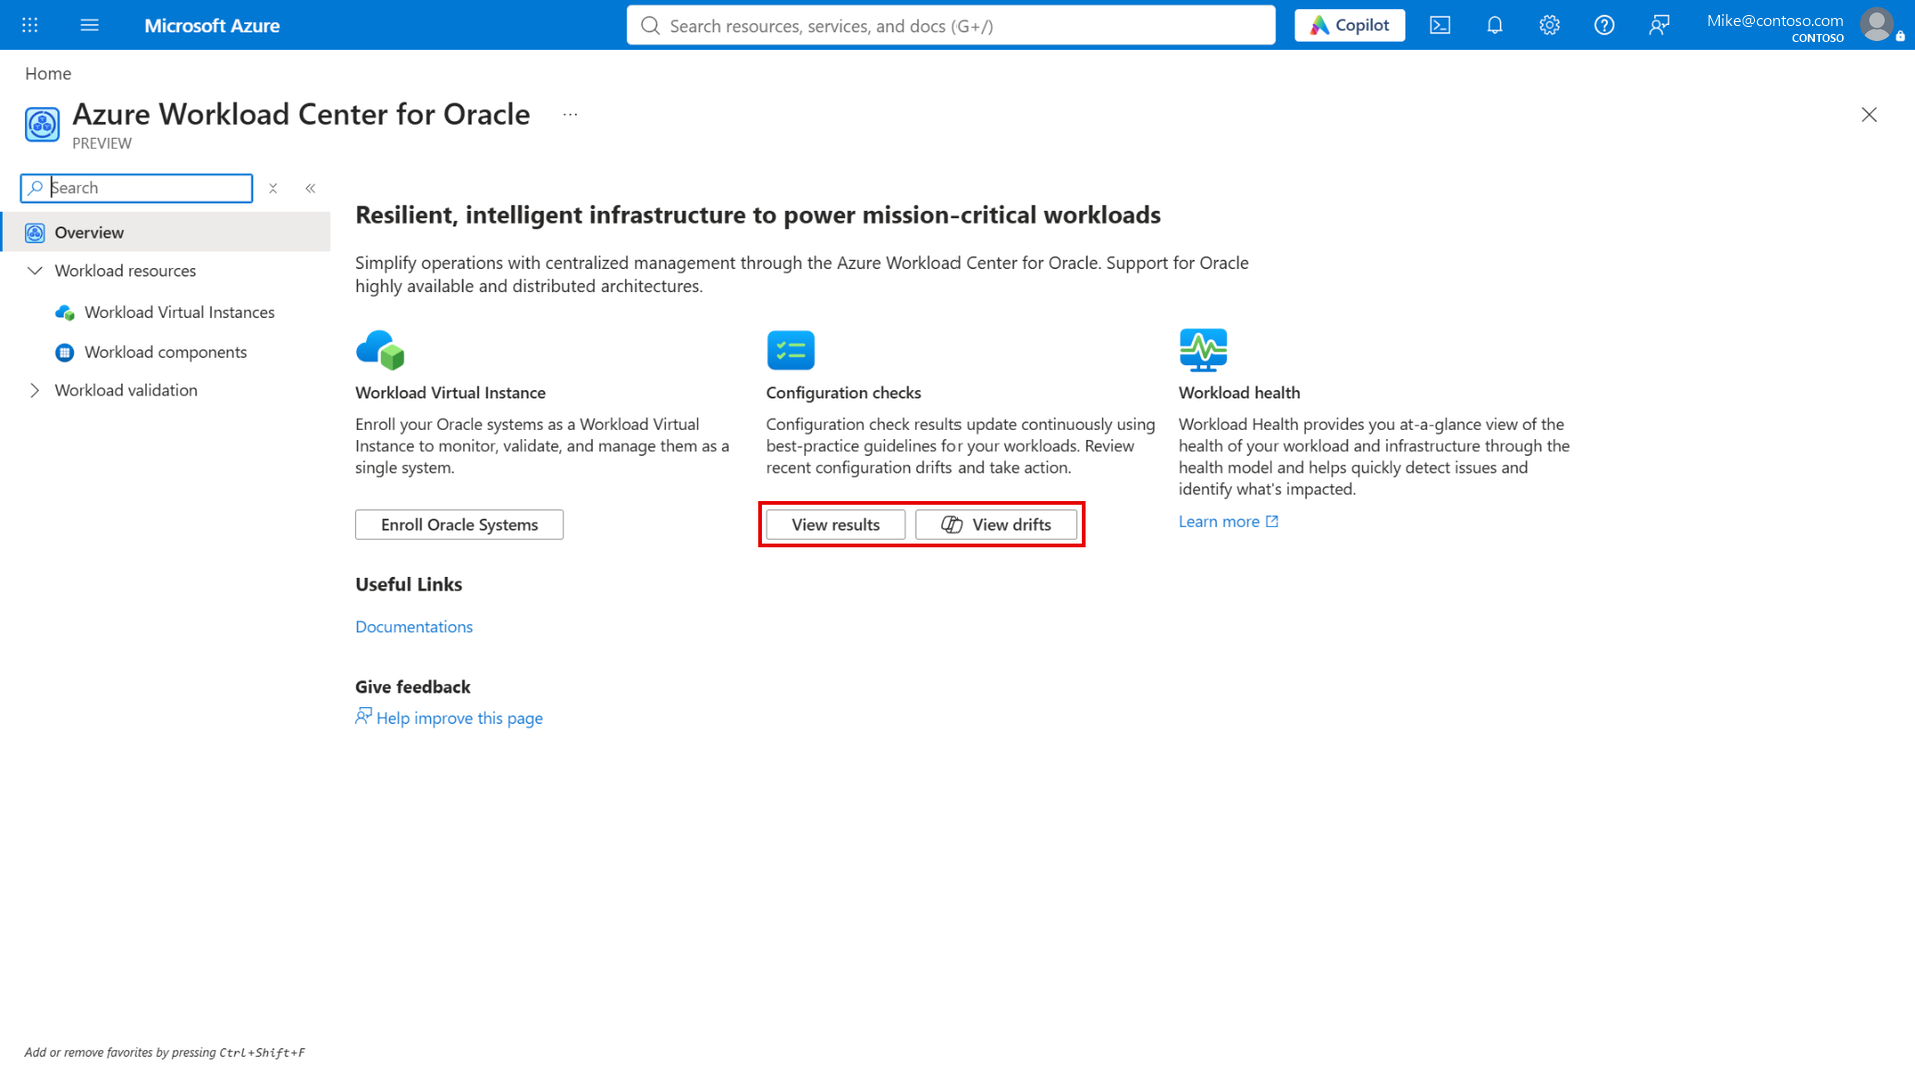 Microsoft Azure
Search resources, services, and docs (G+/)
Copilot
Mike@contoso.com
CONTOSO
Home
Azure Workload Center for Oracle
...
PREVIEW
Search
Overview
Workload resources
Workload Virtual Instances
Workload components
Workload validation
Resilient, intelligent infrastructure to power mission-critical workloads
Simplify operations with centralized management through the Azure Workload Center for Oracle. Support for Oracle
highly available and distributed architectures.
Workload Virtual Instance
Enroll your Oracle systems as a Workload Virtual
Instance to monitor, validate, and manage them as a
single system.
Enroll Oracle Systems
Configuration checks
Configuration check results update continuously using
best-practice guidelines for your workloads. Review
recent configuration drifts and take action.
View results
View drifts
Workload health
Workload Health provides you at-a-glance view of the
health of your workload and infrastructure through the
health model and helps quickly detect issues and
identify what's impacted.
Learn more
Useful Links
Documentations
Give feedback
Help improve this page
Add or remove favorites by pressing Ctrl+Shift+F